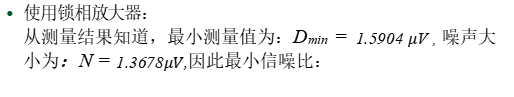 • 使用锁相放大器：
从测量结果知道，最小测量值为：Dmin = 1.5904 μV , 噪声大
小为：N = 1.3678μV,因此最小信噪比：